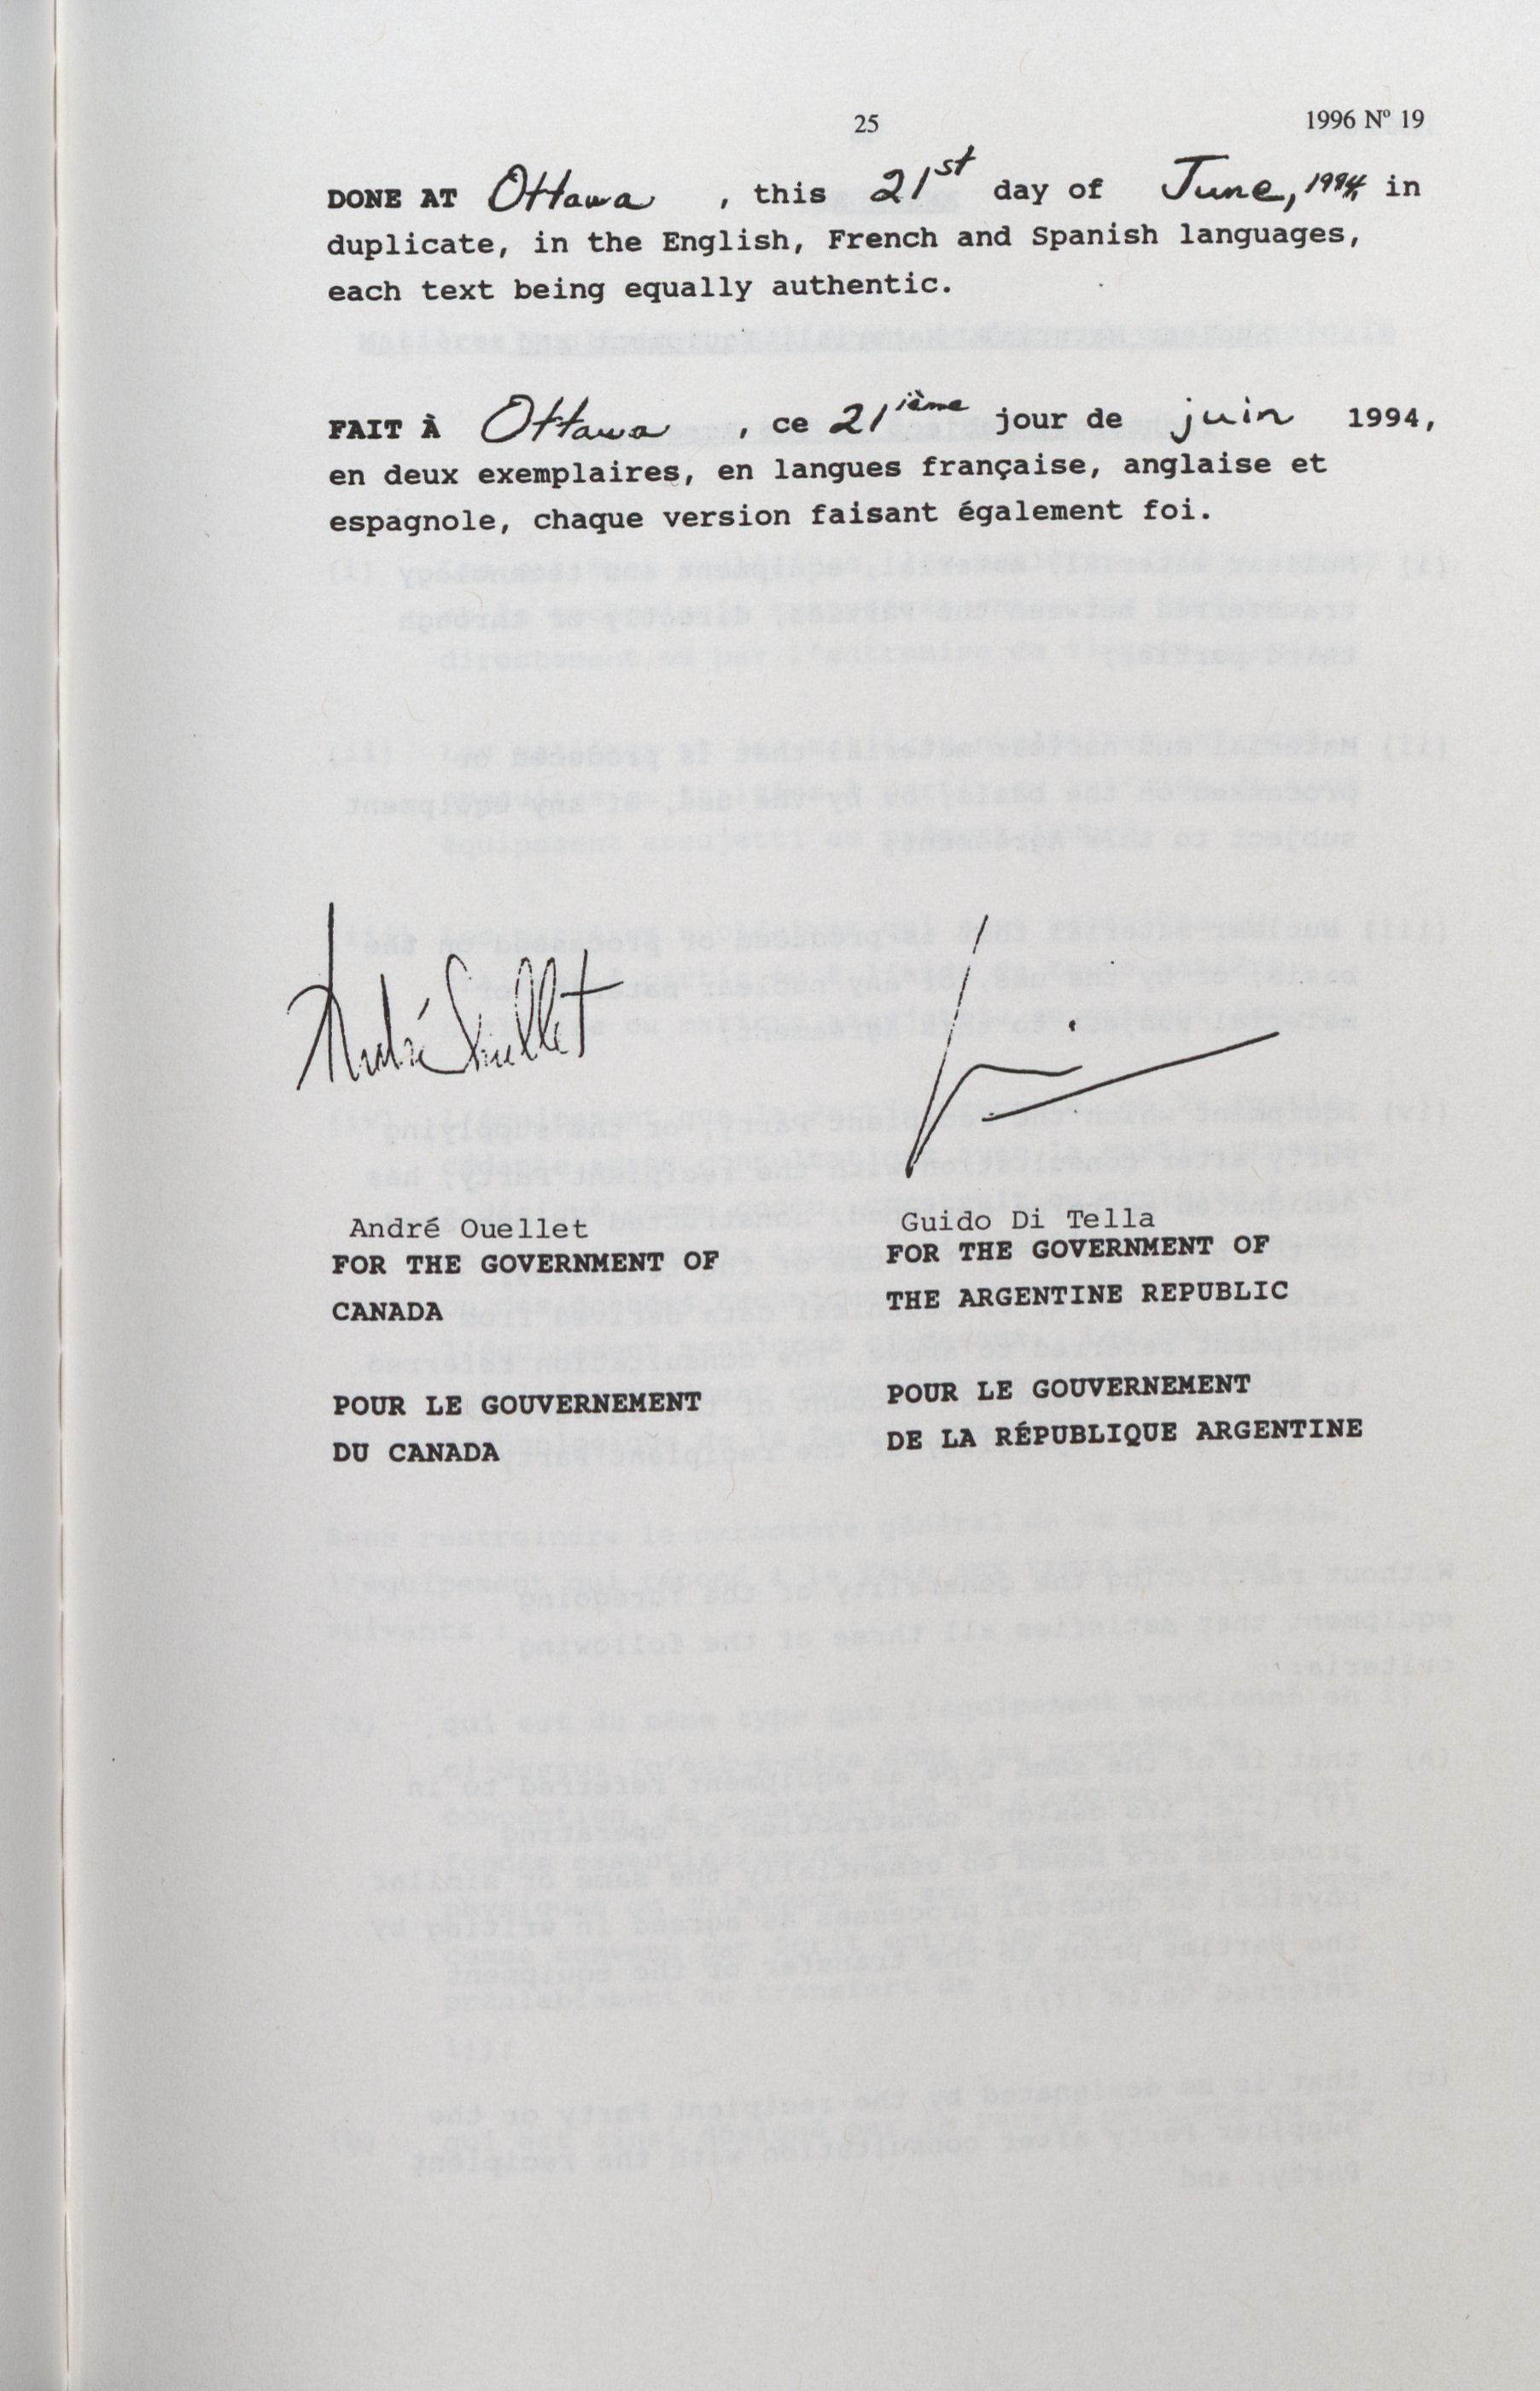 25
1996 Nº 19
DONE AT Ottawa , this 21st day of June, 1994, in
duplicate, in the English, French and Spanish languages,
each text being equally authentic.
FAIT À Ottawa , ce 21ième jour de juin 1994,
en deux exemplaires, en langues française, anglaise et
espagnole, chaque version faisant également foi.
André Ouellet
André Ouellet
FOR THE GOVERNMENT OF
CANADA
POUR LE GOUVERNEMENT
DU CANADA
Guido Di Tella
FOR THE GOVERNMENT OF
THE ARGENTINE REPUBLIC
POUR LE GOUVERNEMENT
DE LA RÉPUBLIQUE ARGENTINE